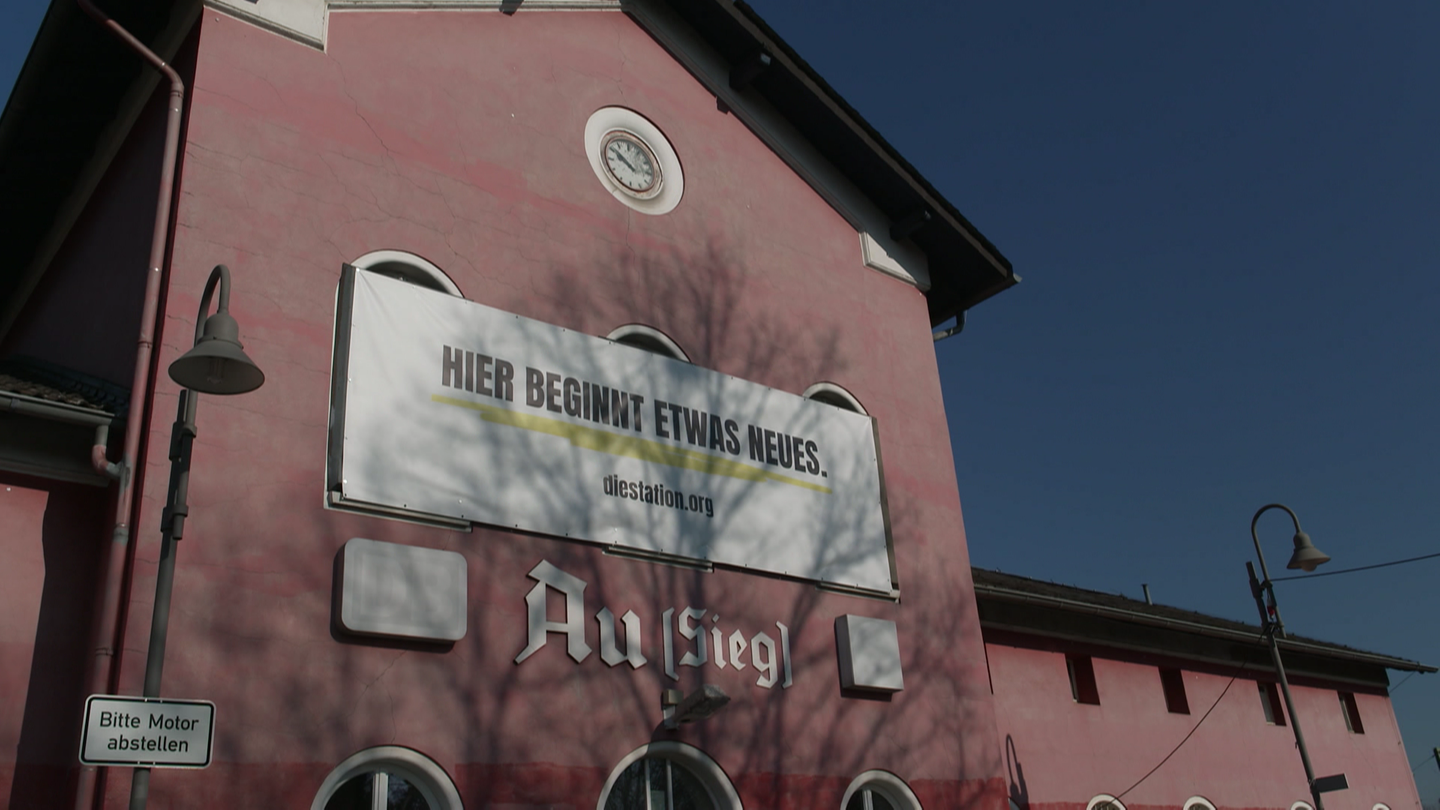 HIER BEGINNT ETWAS NEUES.
diestation.org
Au (Sieg)
Bitte Motor
abstellen